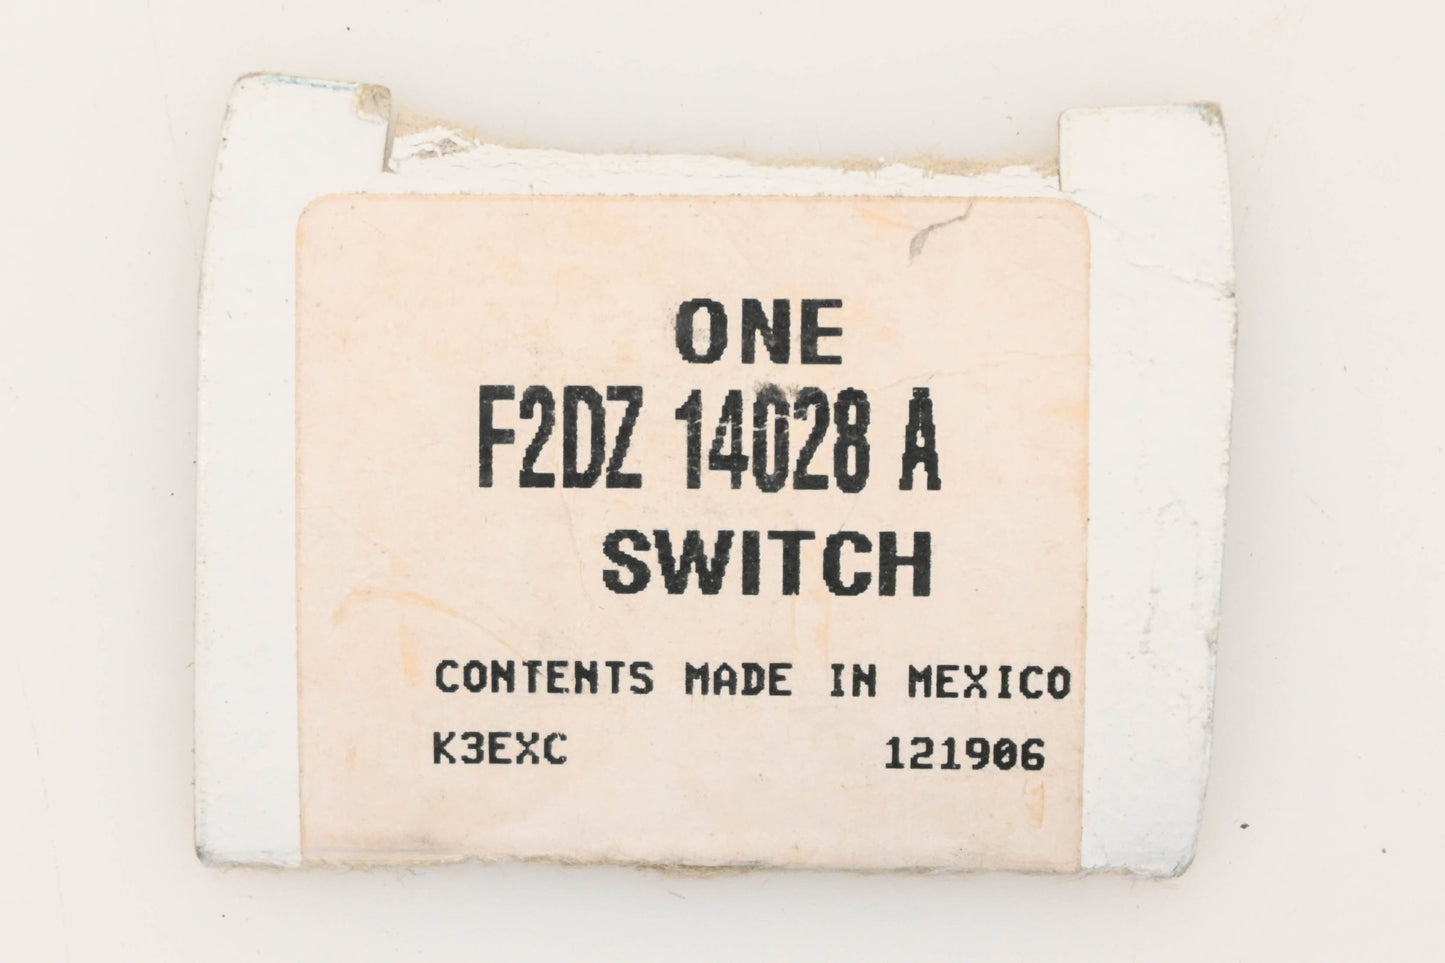 ONE
F2DZ 14028 A
SWITCH
CONTENTS MADE IN MEXICO
K3EXC 121906